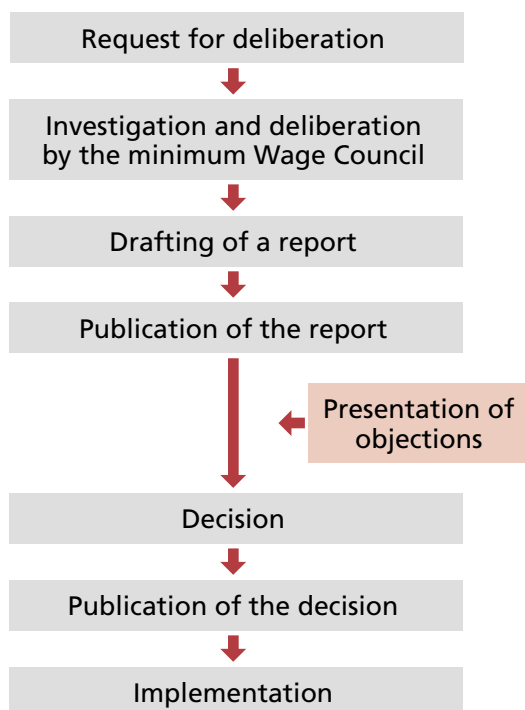 Request for deliberation
Investigation and deliberation
by the minimum Wage Council
Drafting of a report
Publication of the report
Presentation of
objections
Decision
Publication of the decision
Implementation